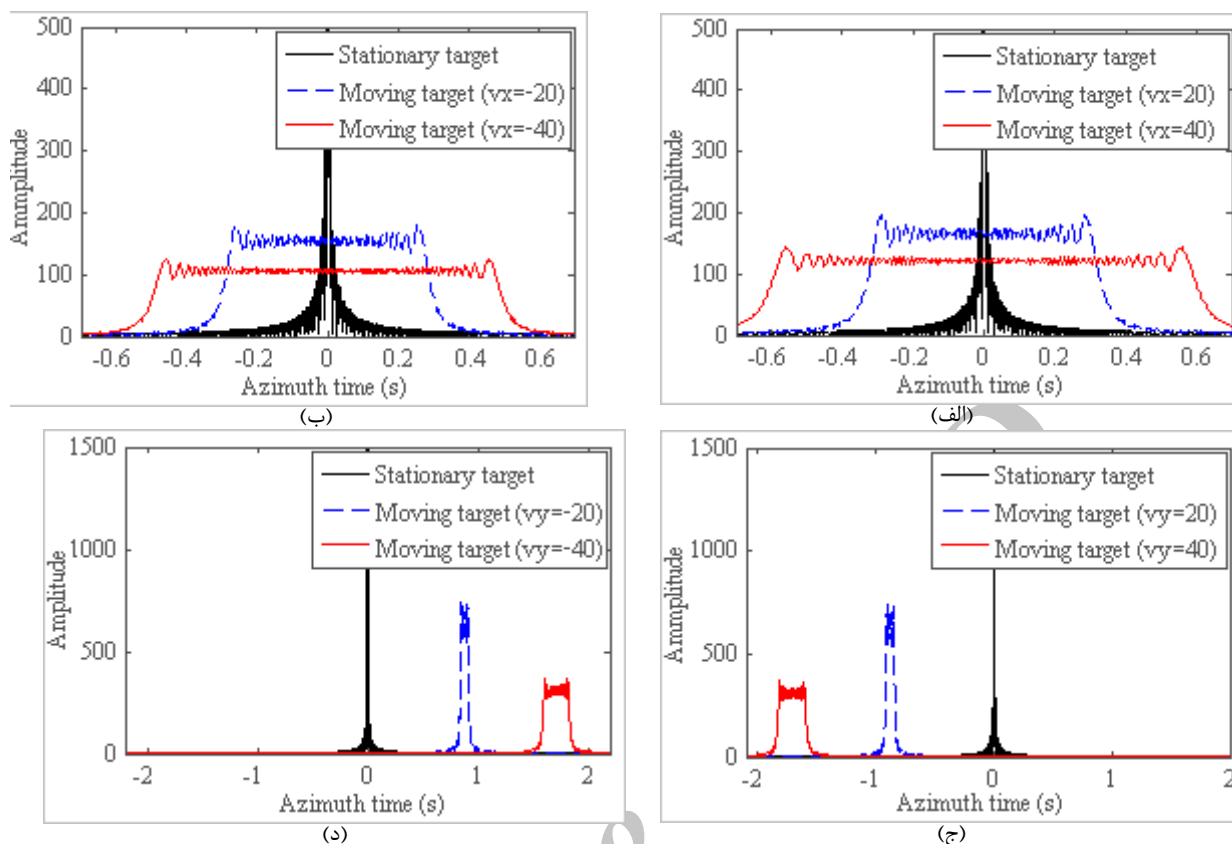 500
400
300
200
100
0
Ammplitude
Stationary target
Moving target (vx=-20)
Moving target (vx=-40)
-0.6 -0.4 -0.2 0 0.2 0.4 0.6
Azimuth time (s)
(ب)
500
400
300
200
100
0
Ammplitude
Stationary target
Moving target (vx=20)
Moving target (vx=40)
-0.6 -0.4 -0.2 0 0.2 0.4 0.6
Azimuth time (s)
(الف)
1500
1000
500
0
Amplitude
Stationary target
Moving target (vy=-20)
Moving target (vy=-40)
-2 -1 0 1 2
Azimuth time (s)
(د)
1500
1000
500
0
Ammplitude
Stationary target
Moving target (vy=20)
Moving target (vy=40)
-2 -1 0 1 2
Azimuth time (s)
(ج)